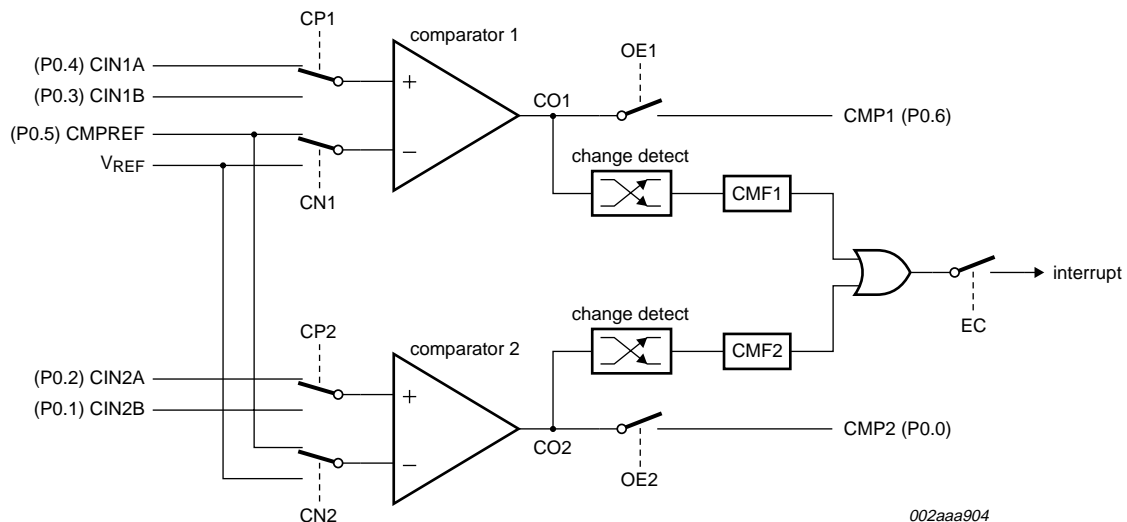 CP1
comparator 1
OE1
(P0.4) CIN1A
(P0.3) CIN1B
+
CO1
(P0.5) CMPREF
CMP1 (P0.6)
VREF
−
change detect
CN1
CMF1
interrupt
EC
change detect
CP2
comparator 2
CMF2
(P0.2) CIN2A
(P0.1) CIN2B
+
CO2
CMP2 (P0.0)
−
OE2
CN2
002aaa904